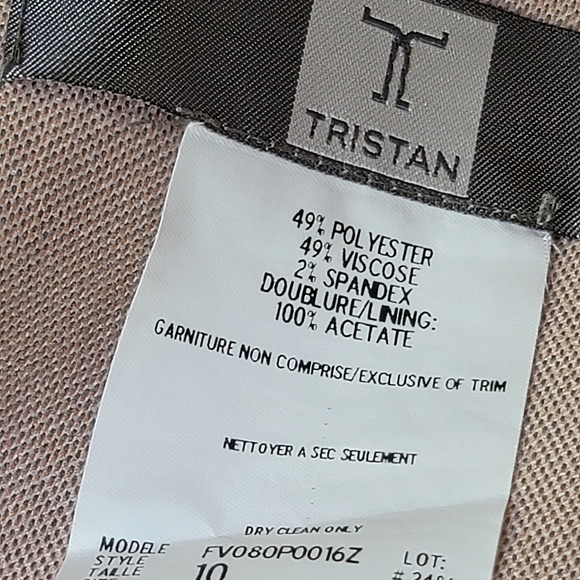 TRISTAN
49% POLYESTER
49% VISCOSE
2% SPANDEX
DOUBLURE/LINING:
100% ACETATE
GARNITURE NON COMPRISE/EXCLUSIVE OF TRIM
NETTOYER A SEC SEULEMENT
DRY CLEAN ONLY
MODELE FV080P0016Z LOT:
STYLE
TAILLE 10